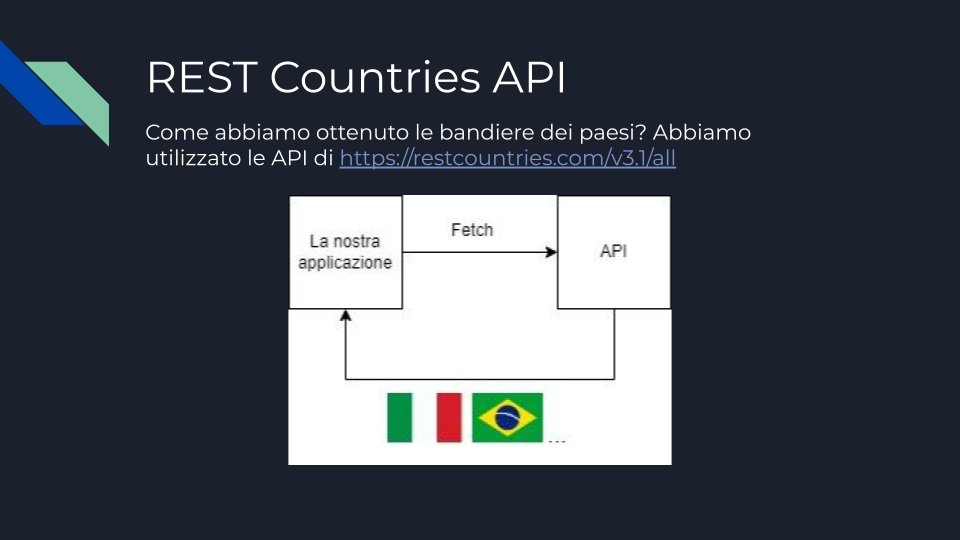 REST Countries API
Come abbiamo ottenuto le bandiere dei paesi? Abbiamo
utilizzato le API di https://restcountries.com/v3.1/all
La nostra
applicazione
Fetch
API
...